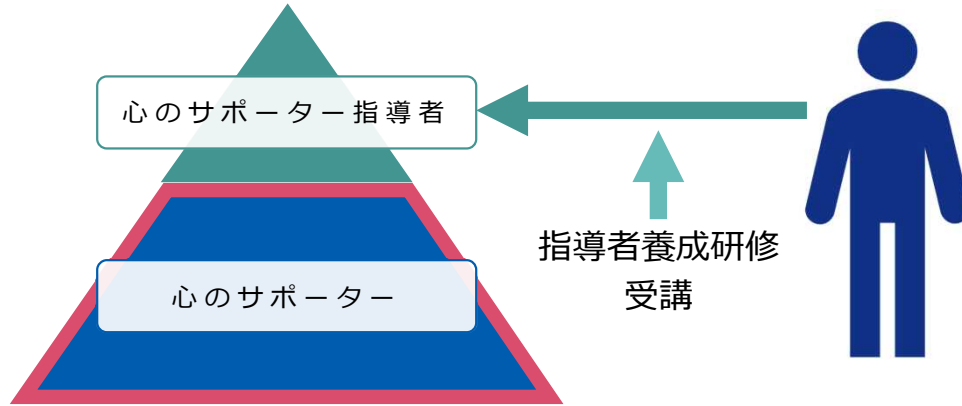 心のサポーター指導者
指導者養成研修
受講
心のサポーター